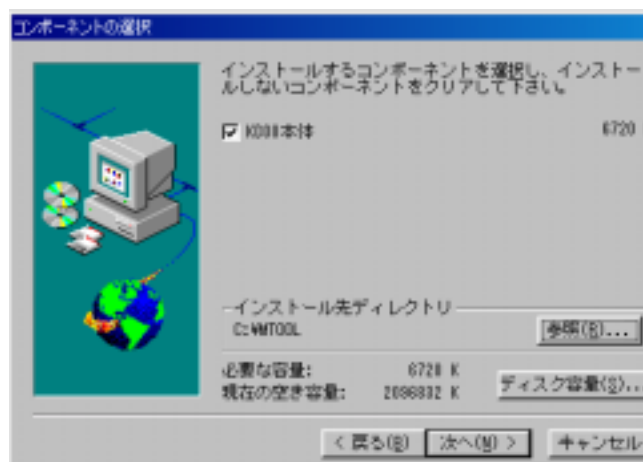 コンポーネントの選択
インストールするコンポーネントを選択し、インストー
ルしないコンポーネントをクリアして下さい。
本体 6720
インストール先ディレクトリ
参照(R)...
必要な容量: 6720 K
現在の空き容量: K
ディスク容量(S)..
< 戻る(B) 次へ(N) > キャンセル